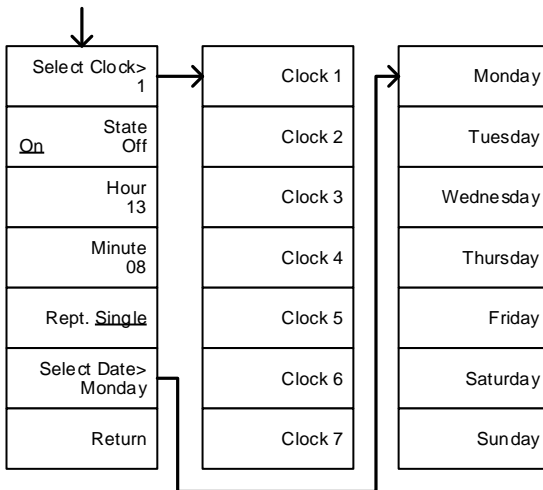 Select Clock>
1
State
On Off
Hour
13
Minute
08
Rept. Single
Select Date>
Monday
Return
Clock 1
Clock 2
Clock 3
Clock 4
Clock 5
Clock 6
Clock 7
Monday
Tuesday
Wednesday
Thursday
Friday
Saturday
Sunday